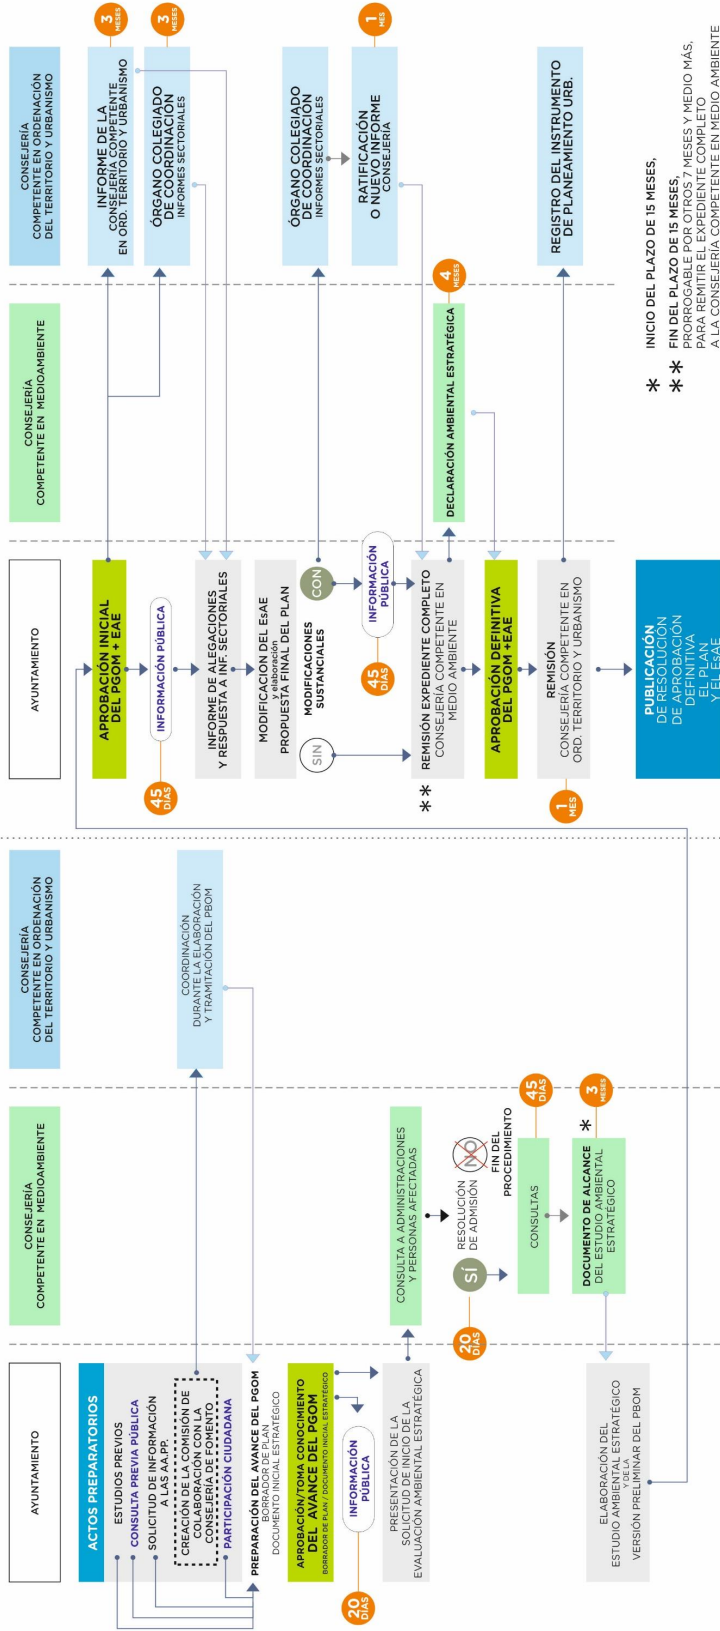 AYUNTAMIENTO
CONSEJERÍA
COMPETENTE EN MEDIOAMBIENTE
CONSEJERÍA
COMPETENTE EN ORDENACIÓN
DEL TERRITORIO Y URBANISMO
ACTOS PREPARATORIOS
ESTUDIOS PREVIOS
CONSULTA PREVIA PÚBLICA
SOLICITUD DE INFORMACIÓN
A LAS AA.PP.
CREACIÓN DE LA COMISIÓN DE
COLABORACIÓN CON LA
CONSEJERÍA DE FOMENTO
PARTICIPACIÓN CIUDADANA
COORDINACIÓN
DURANTE LA ELABORACIÓN
Y TRAMITACIÓN DEL PBOM
PREPARACIÓN DEL AVANCE DEL PGOM
BORRADOR DE PLAN
DOCUMENTO INICIAL ESTRATÉGICO
APROBACIÓN/TOMA CONOCIMIENTO
DEL AVANCE DEL PGOM
BORRADOR DE PLAN / DOCUMENTO INICIAL ESTRATÉGICO
20
DÍAS
INFORMACIÓN
PÚBLICA
PRESENTACIÓN DE LA
SOLICITUD DE INICIO DE LA
EVALUACIÓN AMBIENTAL ESTRATÉGICA
CONSULTA A ADMINISTRACIONES
Y PERSONAS AFECTADAS
20
DÍAS
SÍ
RESOLUCIÓN
DE ADMISIÓN
NO
FIN DEL
PROCEDIMIENTO
CONSULTAS
45
DÍAS
DOCUMENTO DE ALCANCE
DEL ESTUDIO AMBIENTAL
ESTRATÉGICO
*
3
MESES
ELABORACIÓN DEL
ESTUDIO AMBIENTAL ESTRATÉGICO
Y DE LA
VERSIÓN PRELIMINAR DEL PBOM
AYUNTAMIENTO
CONSEJERÍA
COMPETENTE EN MEDIOAMBIENTE
CONSEJERÍA
COMPETENTE EN ORDENACIÓN
DEL TERRITORIO Y URBANISMO
APROBACIÓN INICIAL
DEL PGOM + EAE
INFORME DE LA
CONSEJERÍA COMPETENTE
EN ORD. TERRITORIO Y URBANISMO
3
MESES
45
DÍAS
INFORMACIÓN PÚBLICA
ÓRGANO COLEGIADO
DE COORDINACIÓN
INFORMES SECTORIALES
3
MESES
INFORME DE ALEGACIONES
Y RESPUESTA A INF. SECTORIALES
MODIFICACION DEL EsAE
y elaboración
PROPUESTA FINAL DEL PLAN
SIN
MODIFICACIONES
SUSTANCIALES
CON
ÓRGANO COLEGIADO
DE COORDINACIÓN
INFORMES SECTORIALES
45
DÍAS
INFORMACIÓN
PÚBLICA
RATIFICACIÓN
O NUEVO INFORME
CONSEJERÍA
1
MES
**
REMISIÓN EXPEDIENTE COMPLETO
CONSEJERÍA COMPETENTE EN
MEDIO AMBIENTE
DECLARACIÓN AMBIENTAL ESTRATÉGICA
4
MESES
APROBACIÓN DEFINITIVA
DEL PGOM +EAE
1
MES
REMISIÓN
CONSEJERÍA COMPETENTE EN
ORD. TERRITORIO Y URBANISMO
REGISTRO DEL INSTRUMENTO
DE PLANEAMIENTO URB.
PUBLICACIÓN
DE RESOLUCIÓN
DE APROBACIÓN
DEFINITIVA
EL PLAN
Y EL EsAE
* INICIO DEL PLAZO DE 15 MESES,
** FIN DEL PLAZO DE 15 MESES,
PRORROGABLE POR OTROS 7 MESES Y MEDIO MÁS,
PARA REMITIR EL EXPEDIENTE COMPLETO
A LA CONSEJERÍA COMPETENTE EN MEDIO AMBIENTE